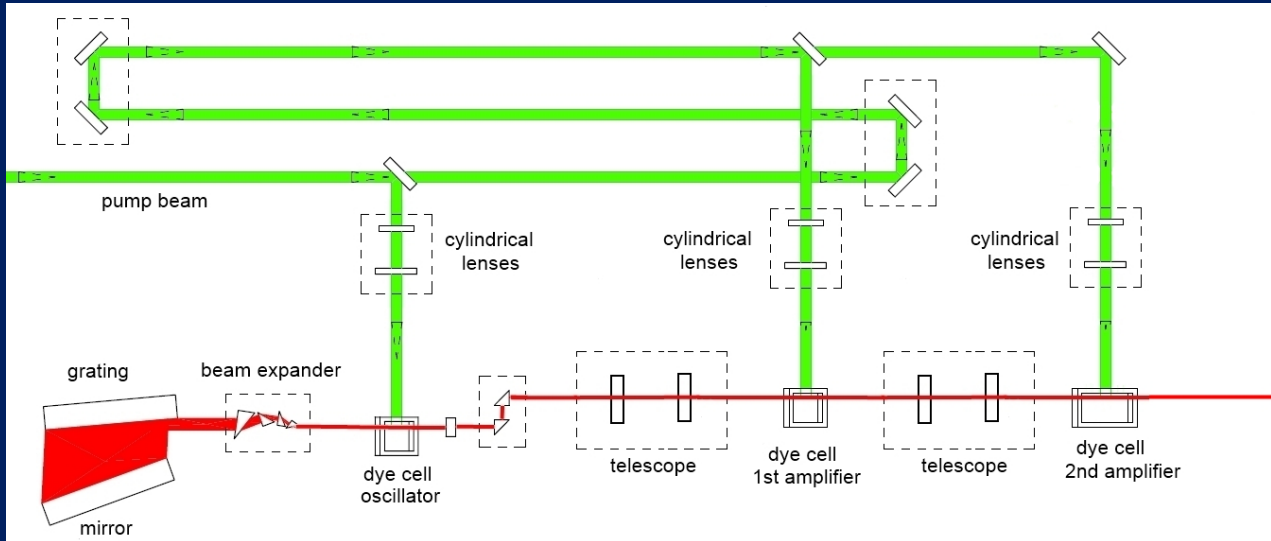 pump beam
cylindrical
lenses
cylindrical
lenses
cylindrical
lenses
grating
beam expander
mirror
dye cell
oscillator
telescope
dye cell
1st amplifier
telescope
dye cell
2nd amplifier